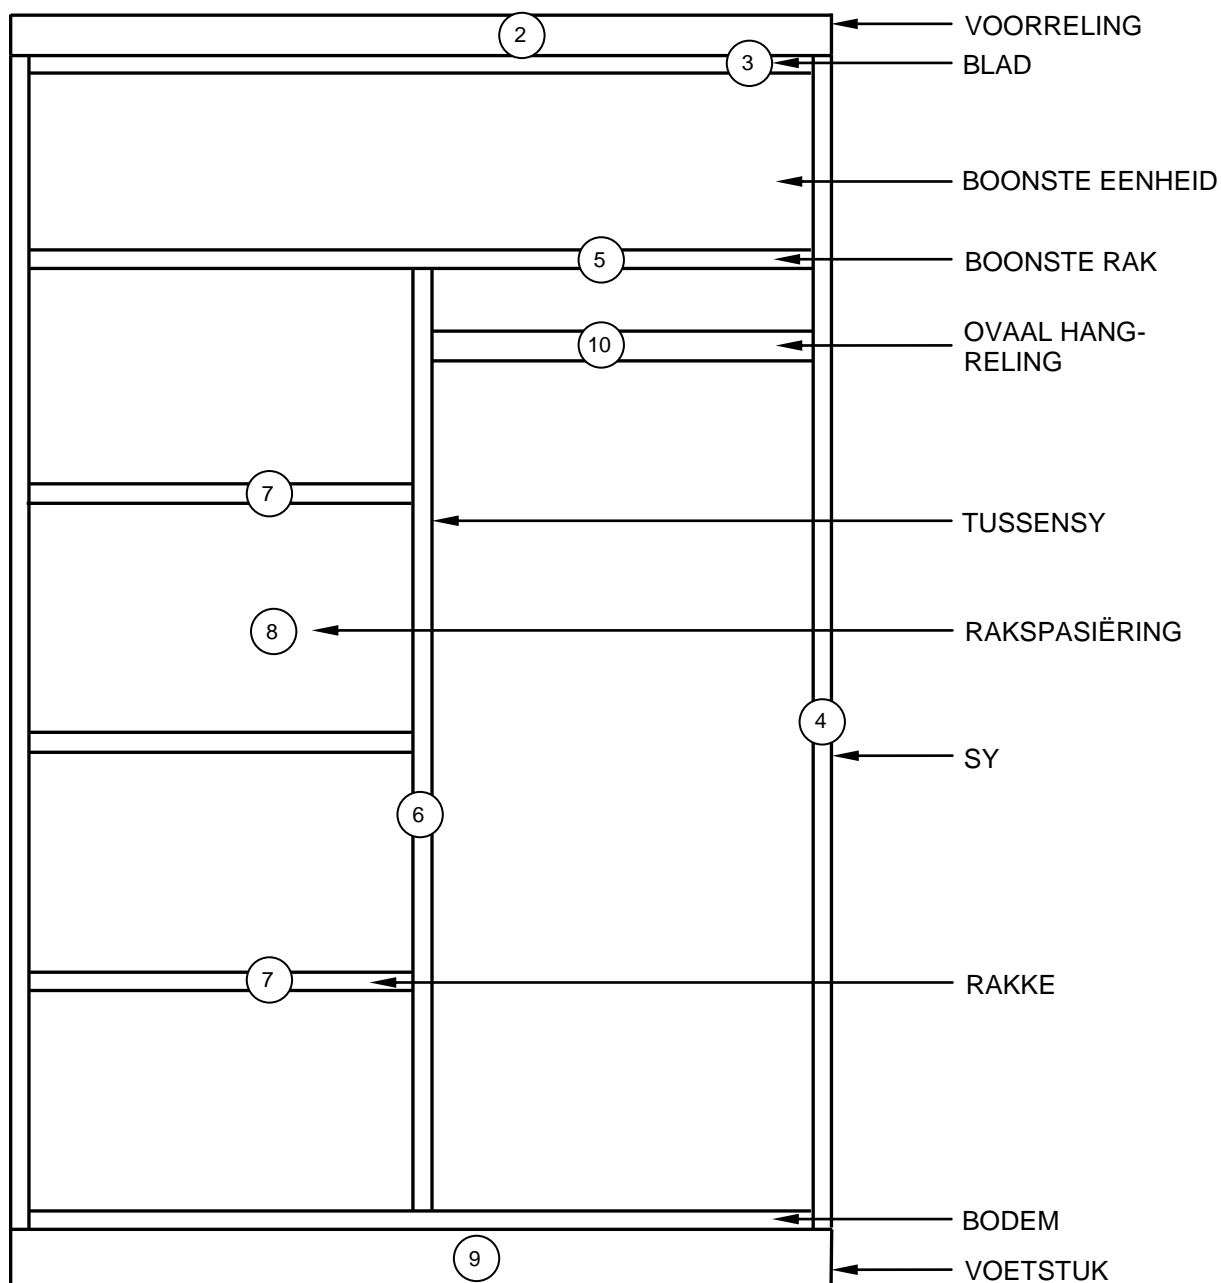 2
VOORRELING
3
BLAD
BOONSTE EENHEID
5
BOONSTE RAK
10
OVAAL HANG-
RELING
7
TUSSENSY
8
RAKSPASIËRING
4
SY
6
7
RAKKE
BODEM
9
VOETSTUK